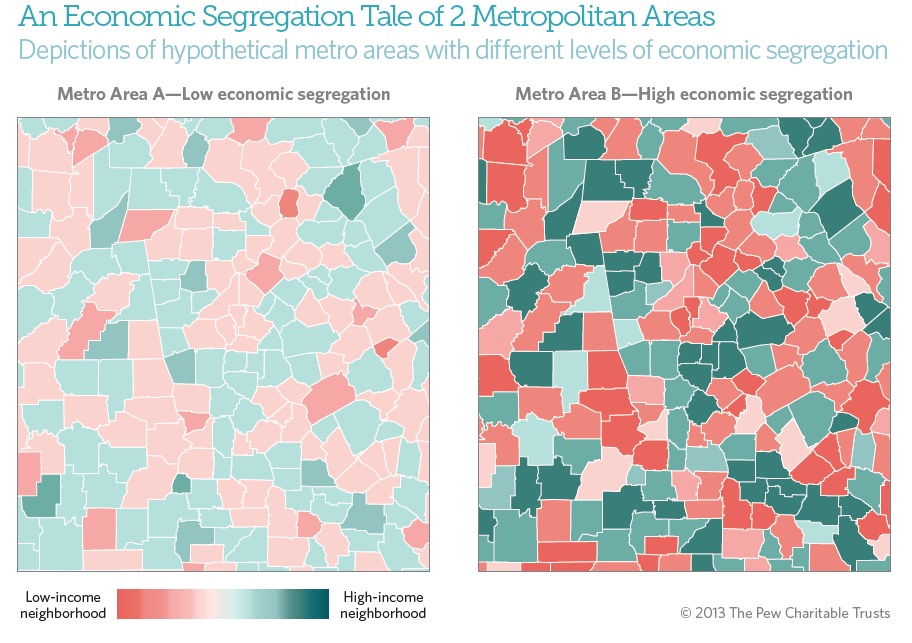 An Economic Segregation Tale of 2 Metropolitan Areas
Depictions of hypothetical metro areas with different levels of economic segregation
Metro Area A—Low economic segregation
Metro Area B—High economic segregation
Low-income
neighborhood
High-income
neighborhood
© 2013 The Pew Charitable Trusts